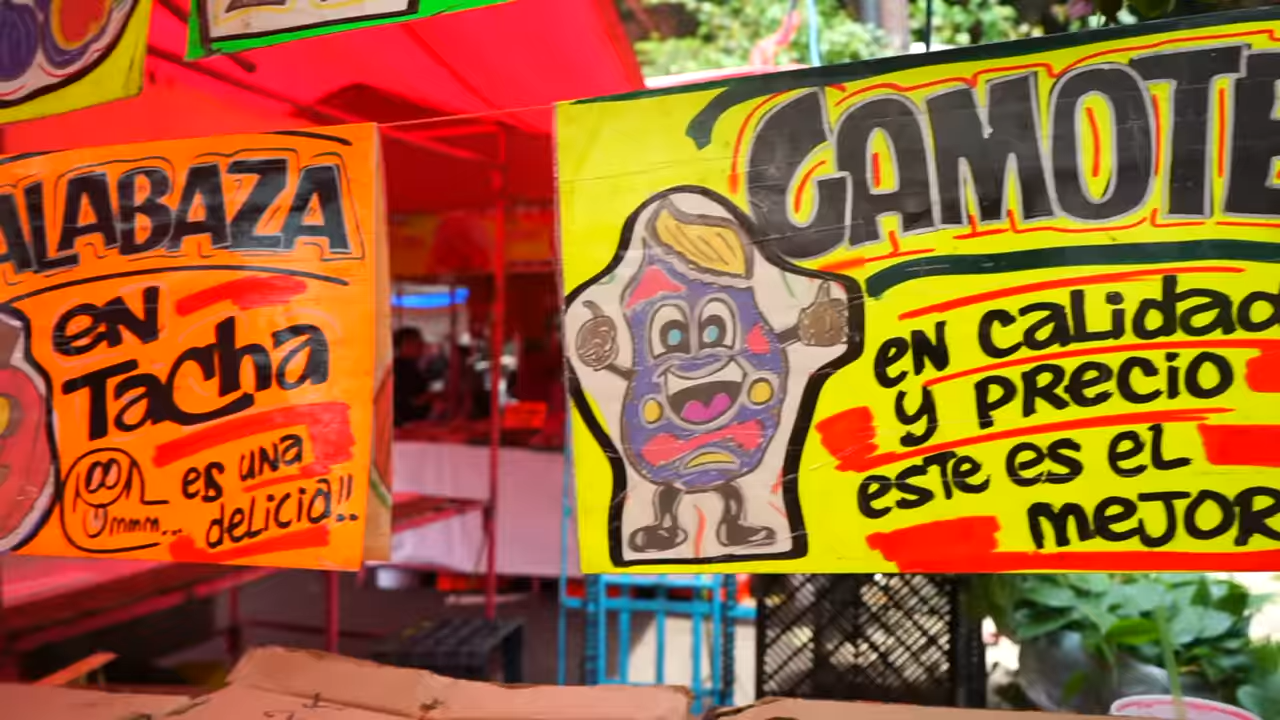 ALABAZA
en
Tacha
es una
delicia!!
mmm...
CAMOTE
en calidad
y precio
este es el
mejor